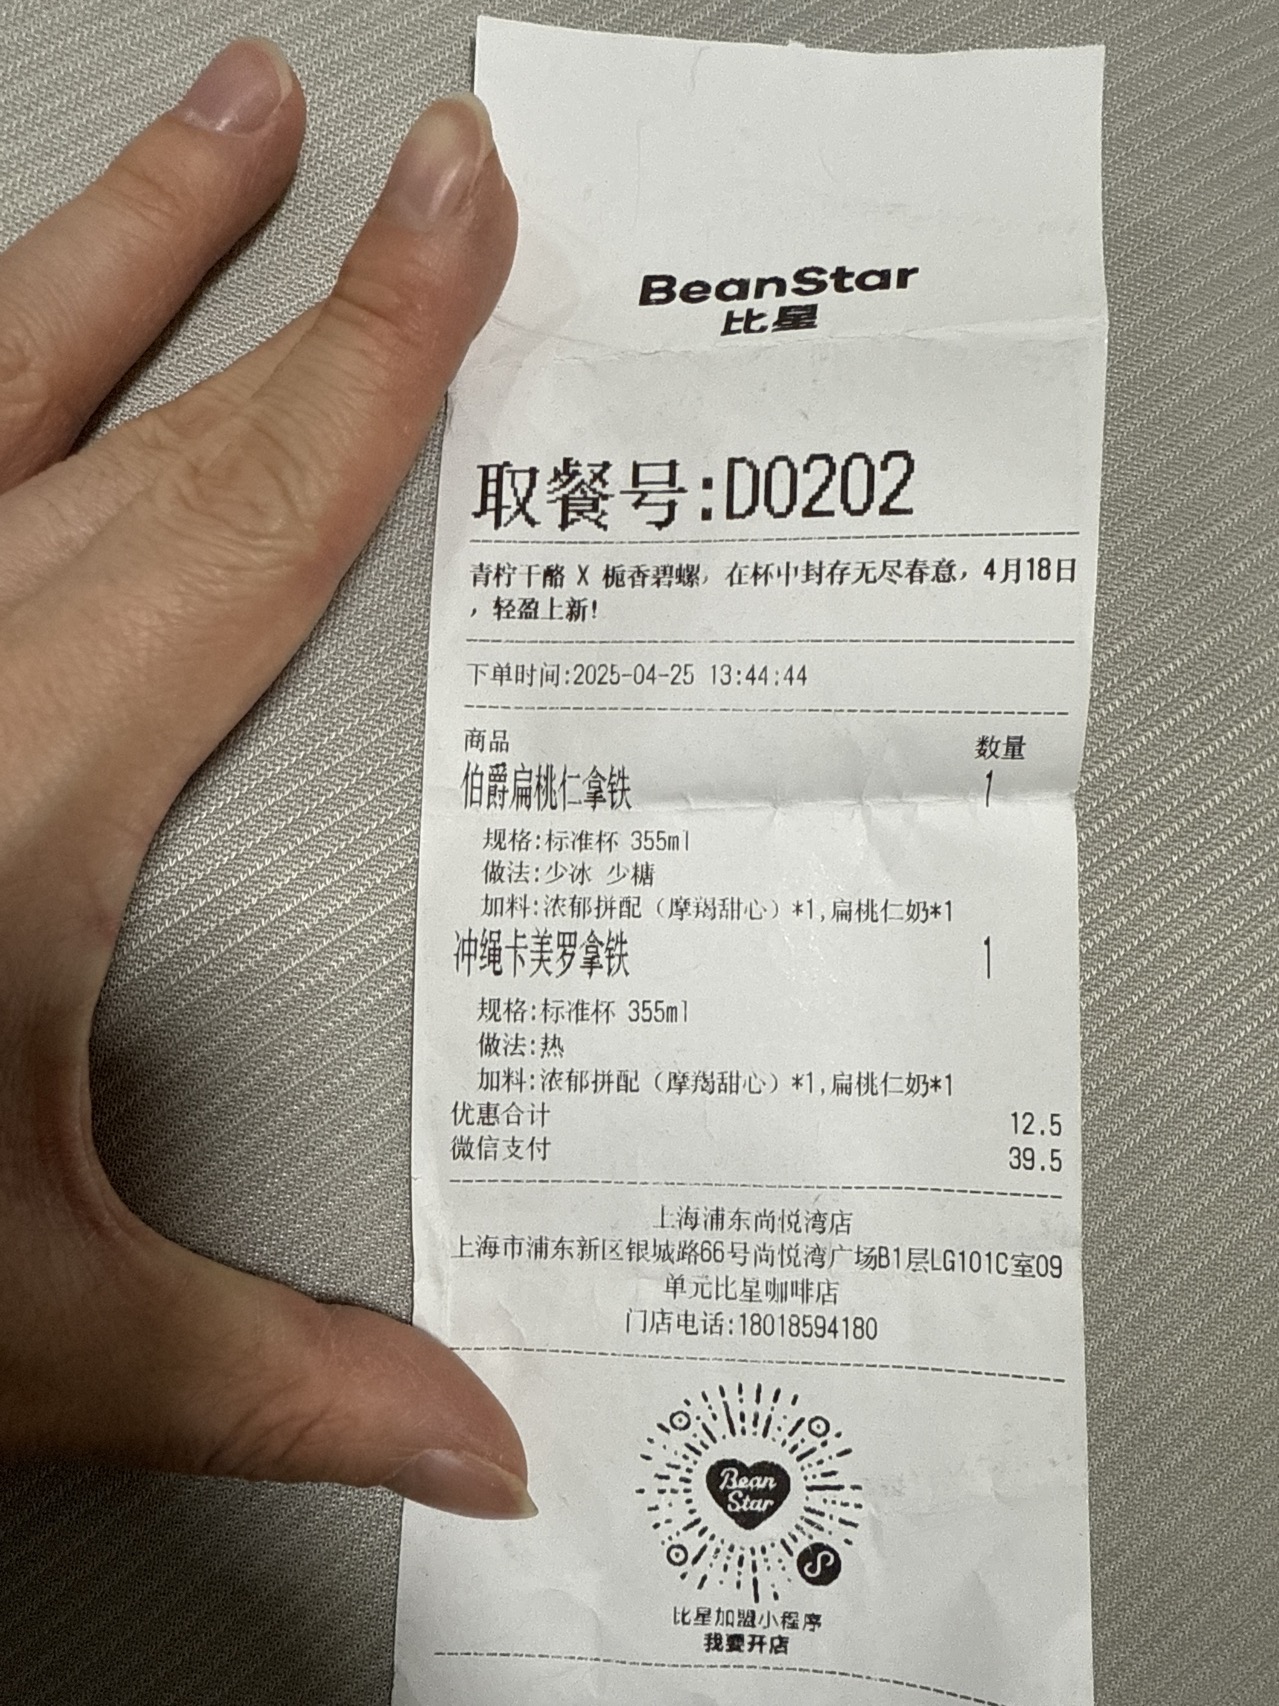 BeanStar
比星
取餐号:D0202
青柠干酪 X 栀香碧螺，在杯中封存无尽春意，4月18日
，轻盈上新!
下单时间:2025-04-25 13:44:44
商品 数量
伯爵扁桃仁拿铁 1
规格:标准杯 355ml
做法:少冰 少糖
加料:浓郁拼配（摩羯甜心）*1,扁桃仁奶*1
冲绳卡美罗拿铁 1
规格:标准杯 355ml
做法:热
加料:浓郁拼配（摩羯甜心）*1,扁桃仁奶*1
优惠合计 12.5
微信支付 39.5
上海浦东尚悦湾店
上海市浦东新区银城路66号尚悦湾广场B1层LG101C室09
单元比星咖啡店
门店电话:18018594180
Bean
Star
比星加盟小程序
我要开店